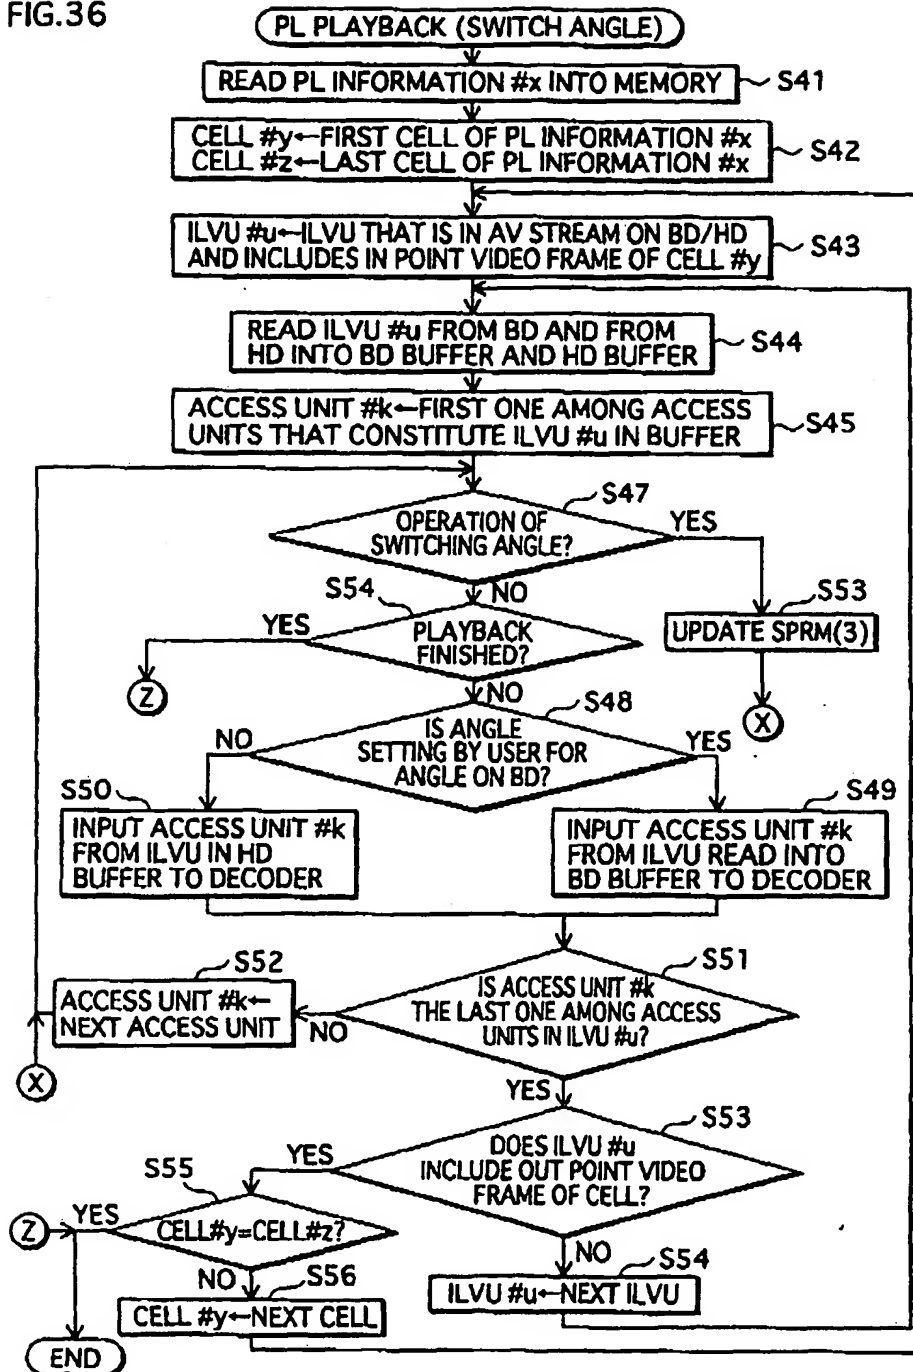 FIG.36
PL PLAYBACK (SWITCH ANGLE)
READ PL INFORMATION #x INTO MEMORY
S41
CELL #y←FIRST CELL OF PL INFORMATION #x
CELL #z←LAST CELL OF PL INFORMATION #x
S42
ILVU #u←ILVU THAT IS IN AV STREAM ON BD/HD
AND INCLUDES IN POINT VIDEO FRAME OF CELL #y
S43
READ ILVU #u FROM BD AND FROM
HD INTO BD BUFFER AND HD BUFFER
S44
ACCESS UNIT #k←FIRST ONE AMONG ACCESS
UNITS THAT CONSTITUTE ILVU #u IN BUFFER
S45
S47
OPERATION OF
SWITCHING ANGLE?
YES
NO
S53
UPDATE SPRM(3)
X
S54
PLAYBACK
FINISHED?
YES
Z
NO
S48
IS ANGLE
SETTING BY USER FOR
ANGLE ON BD?
NO
YES
S50
INPUT ACCESS UNIT #k
FROM ILVU IN HD
BUFFER TO DECODER
S49
INPUT ACCESS UNIT #k
FROM ILVU READ INTO
BD BUFFER TO DECODER
S51
IS ACCESS UNIT #k
THE LAST ONE AMONG ACCESS
UNITS IN ILVU #u?
NO
S52
ACCESS UNIT #k←
NEXT ACCESS UNIT
X
YES
S53
DOES ILVU #u
INCLUDE OUT POINT VIDEO
FRAME OF CELL?
YES
S55
CELL#y=CELL#z?
YES
Z
NO
S56
CELL #y←NEXT CELL
NO
S54
ILVU #u←NEXT ILVU
END